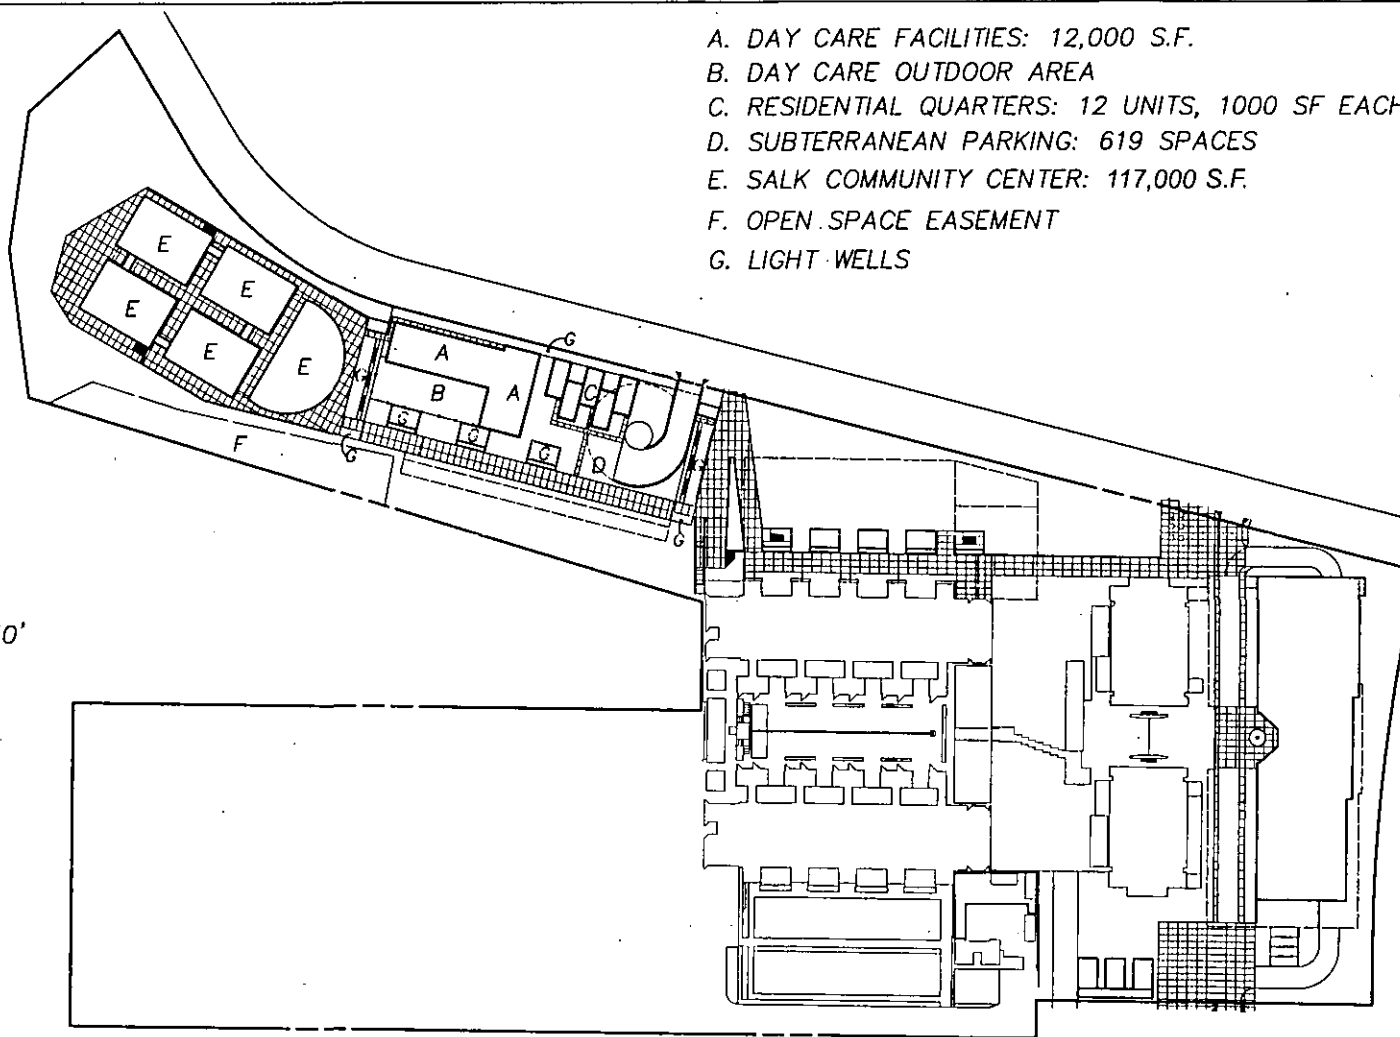 A. DAY CARE FACILITIES: 12,000 S.F.
B. DAY CARE OUTDOOR AREA
C. RESIDENTIAL QUARTERS: 12 UNITS, 1000 SF EACH
D. SUBTERRANEAN PARKING: 619 SPACES
E. SALK COMMUNITY CENTER: 117,000 S.F.
F. OPEN SPACE EASEMENT
G. LIGHT WELLS
E
E
E
E
E
A
G
B
A
C
G
G
G
G
F
G
D
G
0'